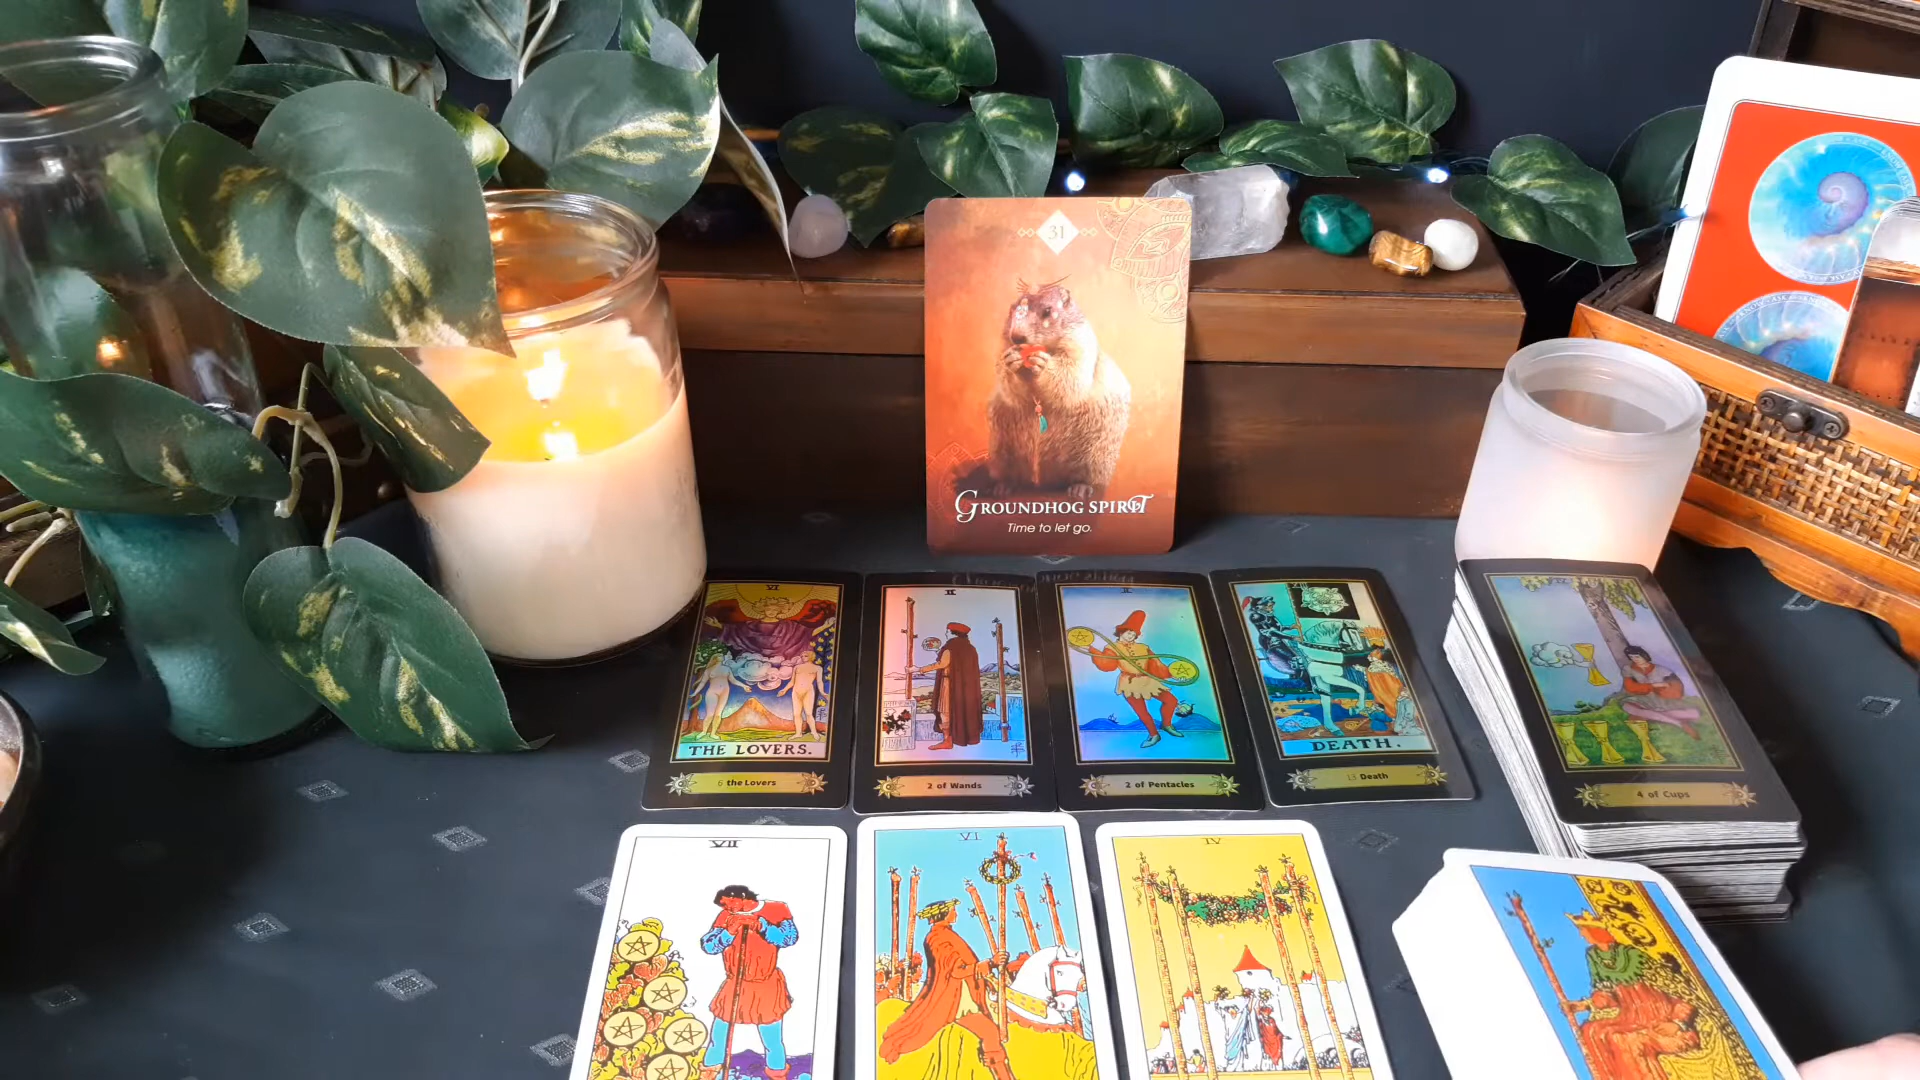 31
GROUNDHOG SPIRIT
Time to let go.
VI
THE LOVERS.
6 the Lovers
II
2 of Wands
II
2 of Pentacles
XIII
DEATH.
13 Death
4 of Cups
VII
VI
IV